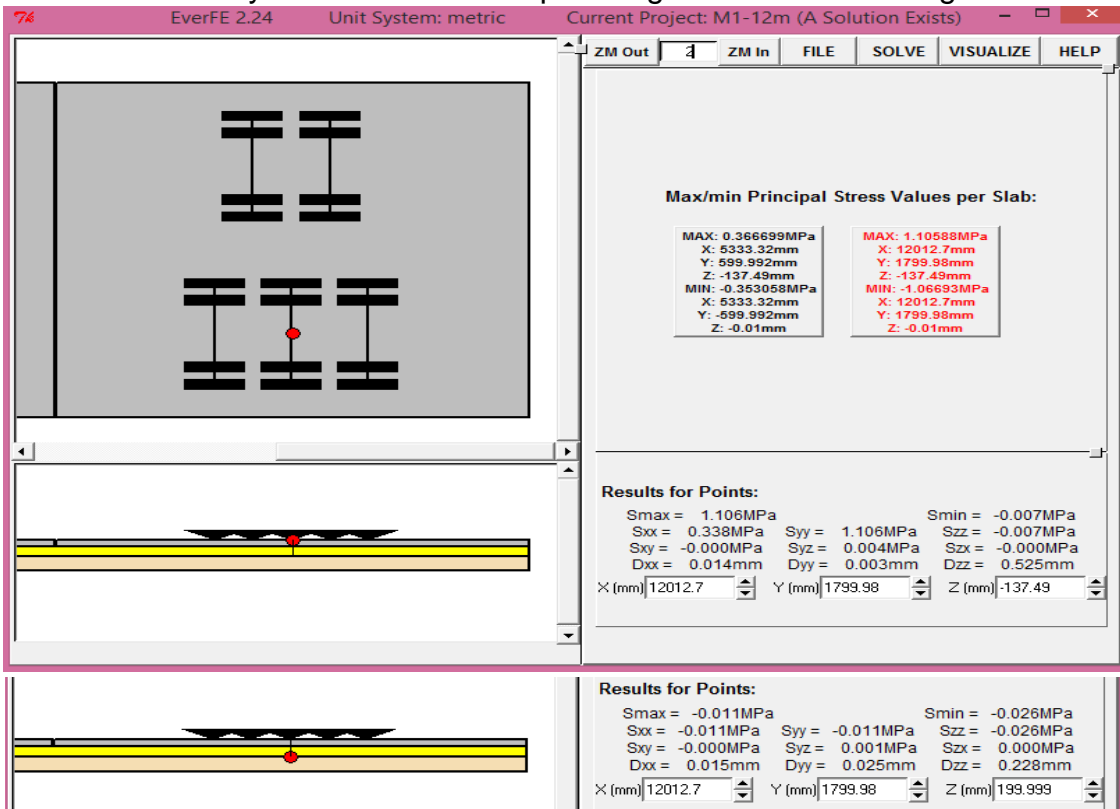 EverFE 2.24 Unit System: metric Current Project: M1-12m (A Solution Exists)
ZM Out 2 ZM In FILE SOLVE VISUALIZE HELP
Max/min Principal Stress Values per Slab:
MAX: 0.366699MPa
X: 5333.32mm
Y: 599.992mm
Z: -137.49mm
MIN: -0.353058MPa
X: 5333.32mm
Y: -599.992mm
Z: -0.01mm
MAX: 1.10588MPa
X: 12012.7mm
Y: 1799.98mm
Z: -137.49mm
MIN: -1.06693MPa
X: 12012.7mm
Y: 1799.98mm
Z: -0.01mm
Results for Points:
Smax = 1.106MPa Smin = -0.007MPa
Sxx = 0.338MPa Syy = 1.106MPa Szz = -0.007MPa
Sxy = -0.000MPa Syz = 0.004MPa Szx = -0.000MPa
Dxx = 0.014mm Dyy = 0.003mm Dzz = 0.525mm
X (mm) 12012.7 Y (mm) 1799.98 Z (mm) -137.49
Results for Points:
Smax = -0.011MPa Smin = -0.026MPa
Sxx = -0.011MPa Syy = -0.011MPa Szz = -0.026MPa
Sxy = -0.000MPa Syz = 0.001MPa Szx = 0.000MPa
Dxx = 0.015mm Dyy = 0.025mm Dzz = 0.228mm
X (mm) 12012.7 Y (mm) 1799.98 Z (mm) 199.999